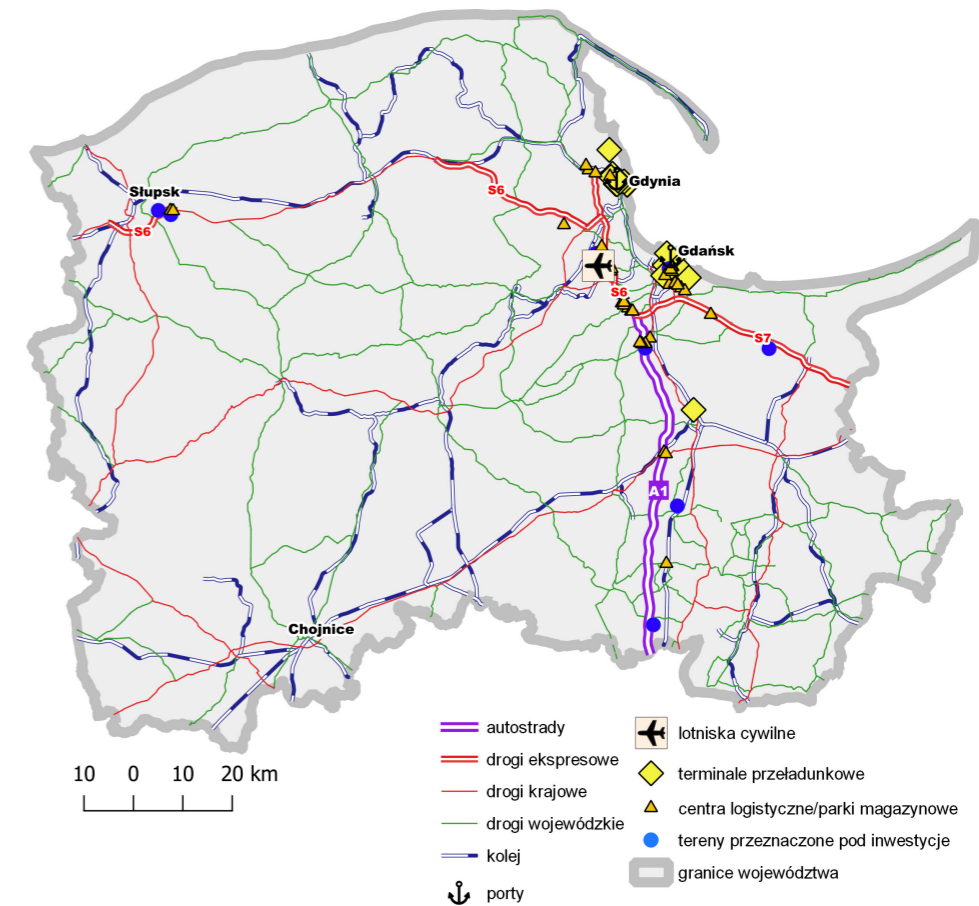 Gdynia
S6
Słupsk
S6
Gdańsk
S6
S7
A1
Chojnice
10 0 10 20 km
autostrady
drogi ekspresowe
drogi krajowe
drogi wojewódzkie
kolej
porty
lotniska cywilne
terminale przeładunkowe
centra logistyczne/parki magazynowe
tereny przeznaczone pod inwestycje
granice województwa